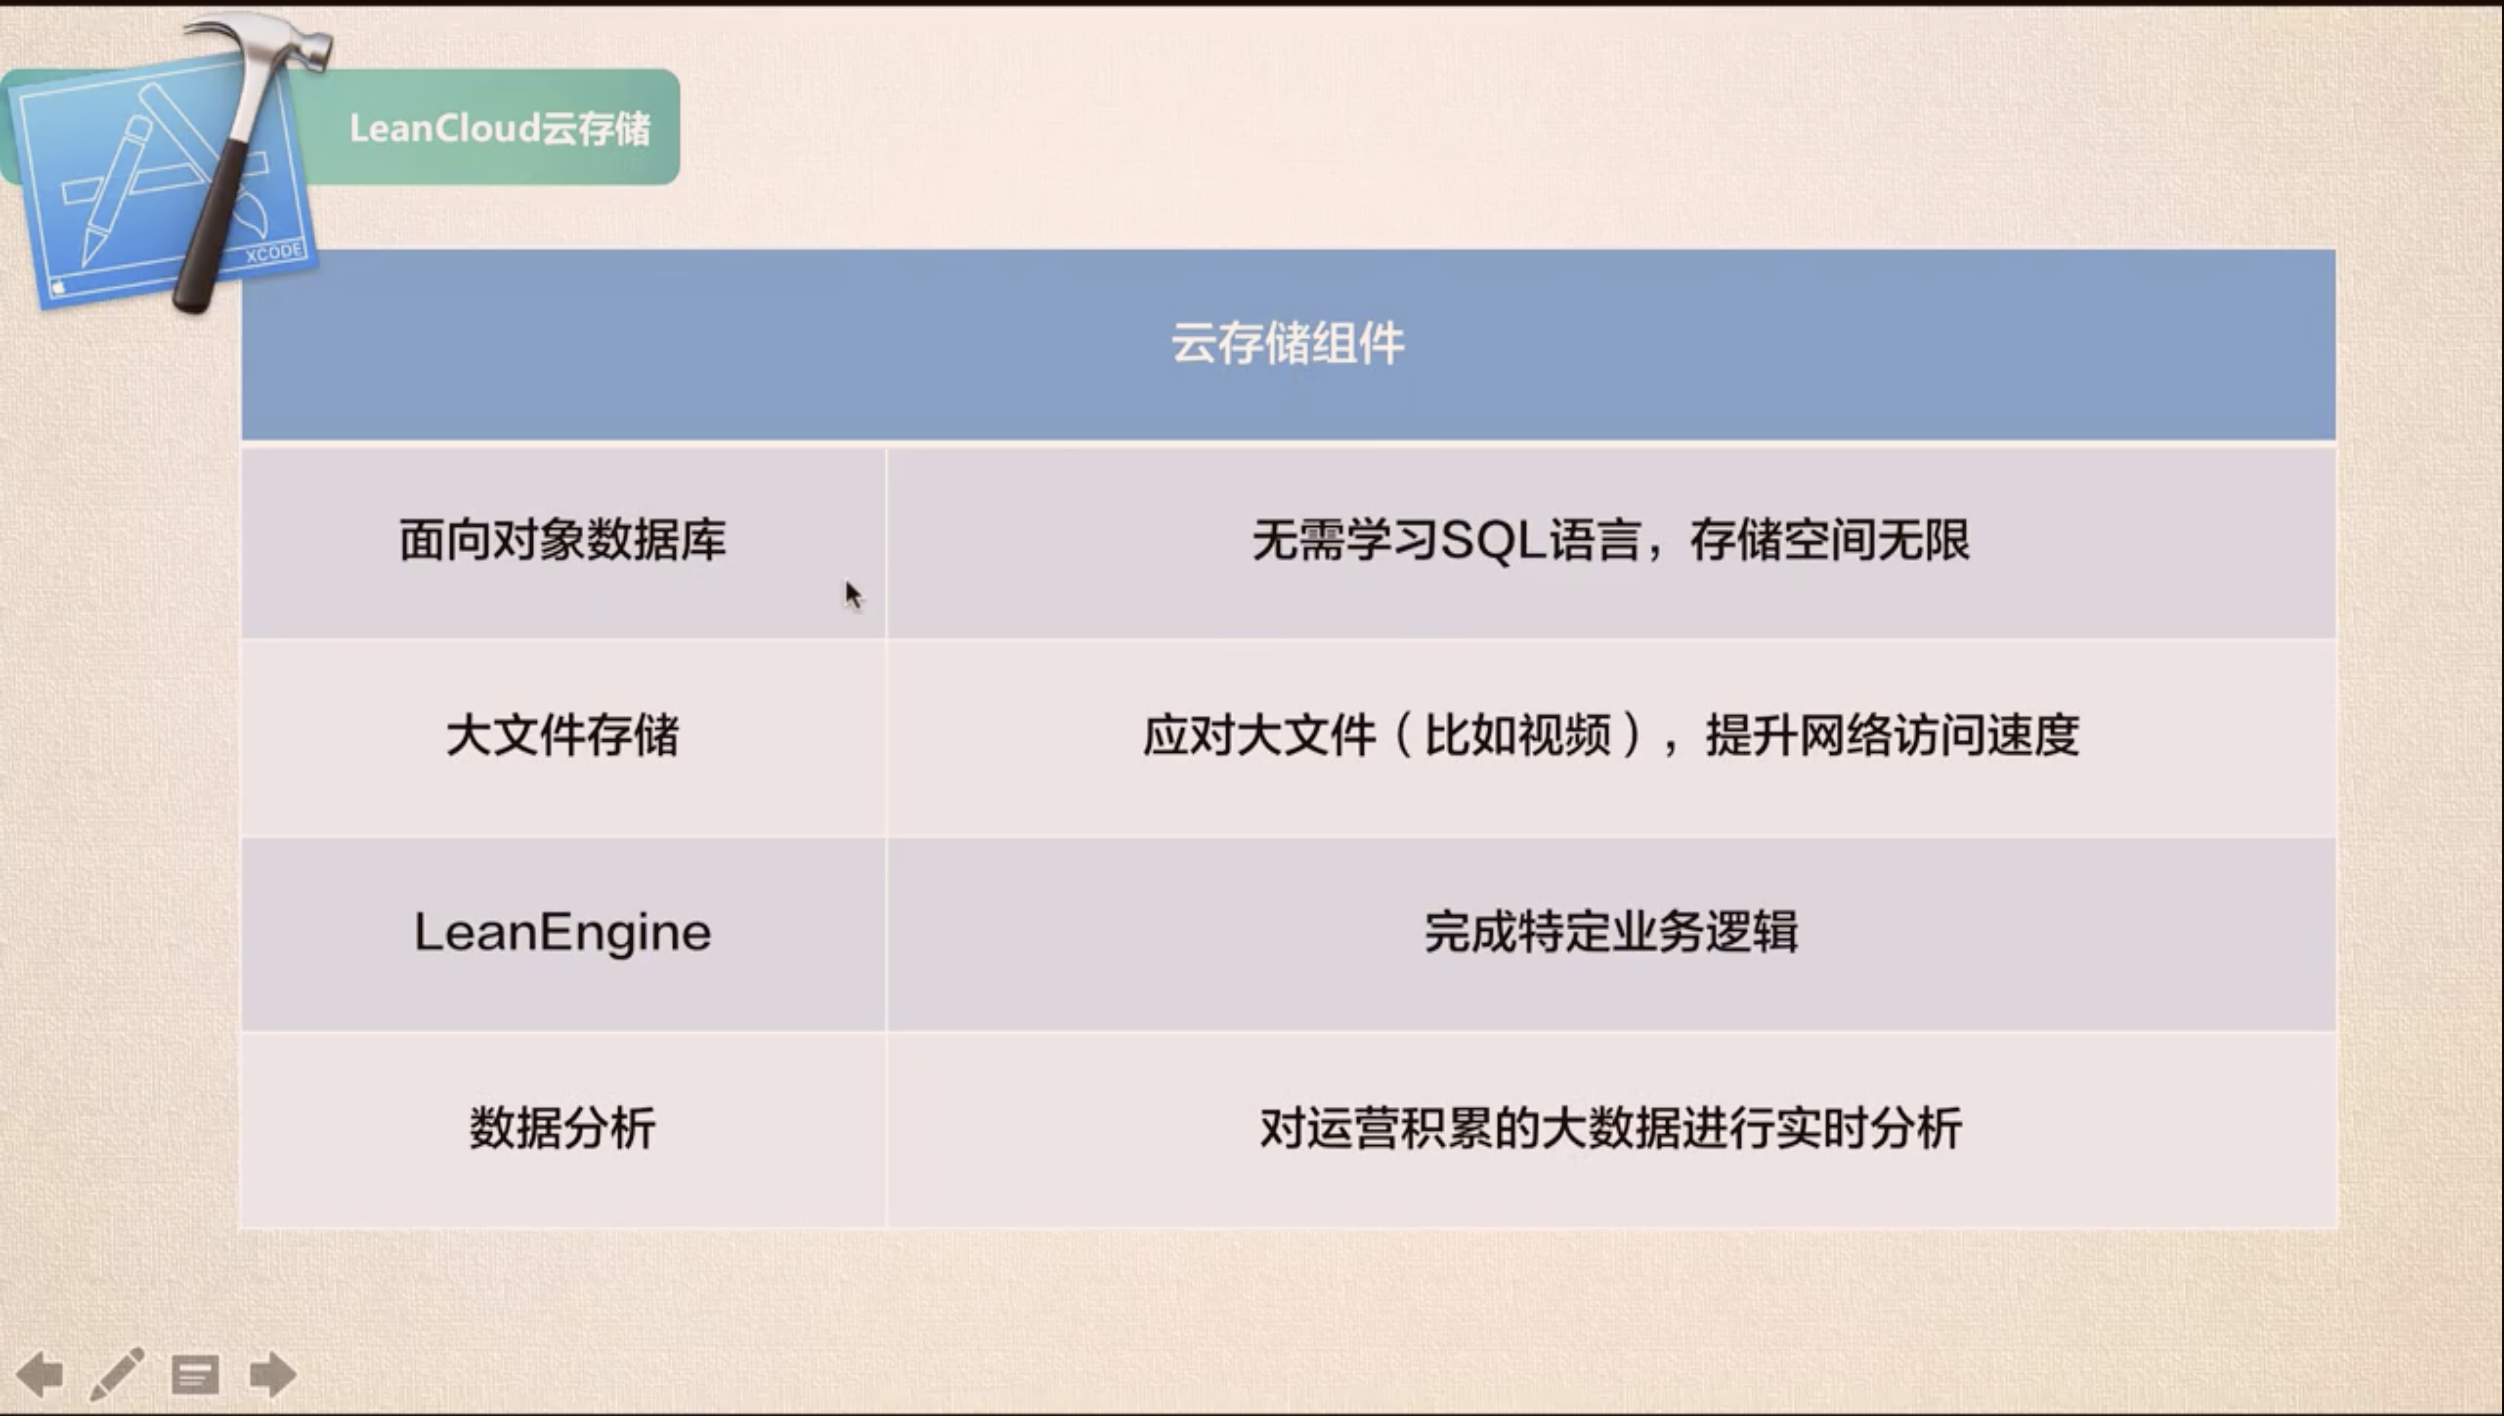 LeanCloud云存储
XCODE
云存储组件
面向对象数据库
无需学习SQL语言，存储空间无限
大文件存储
应对大文件（比如视频），提升网络访问速度
LeanEngine
完成特定业务逻辑
数据分析
对运营积累的大数据进行实时分析